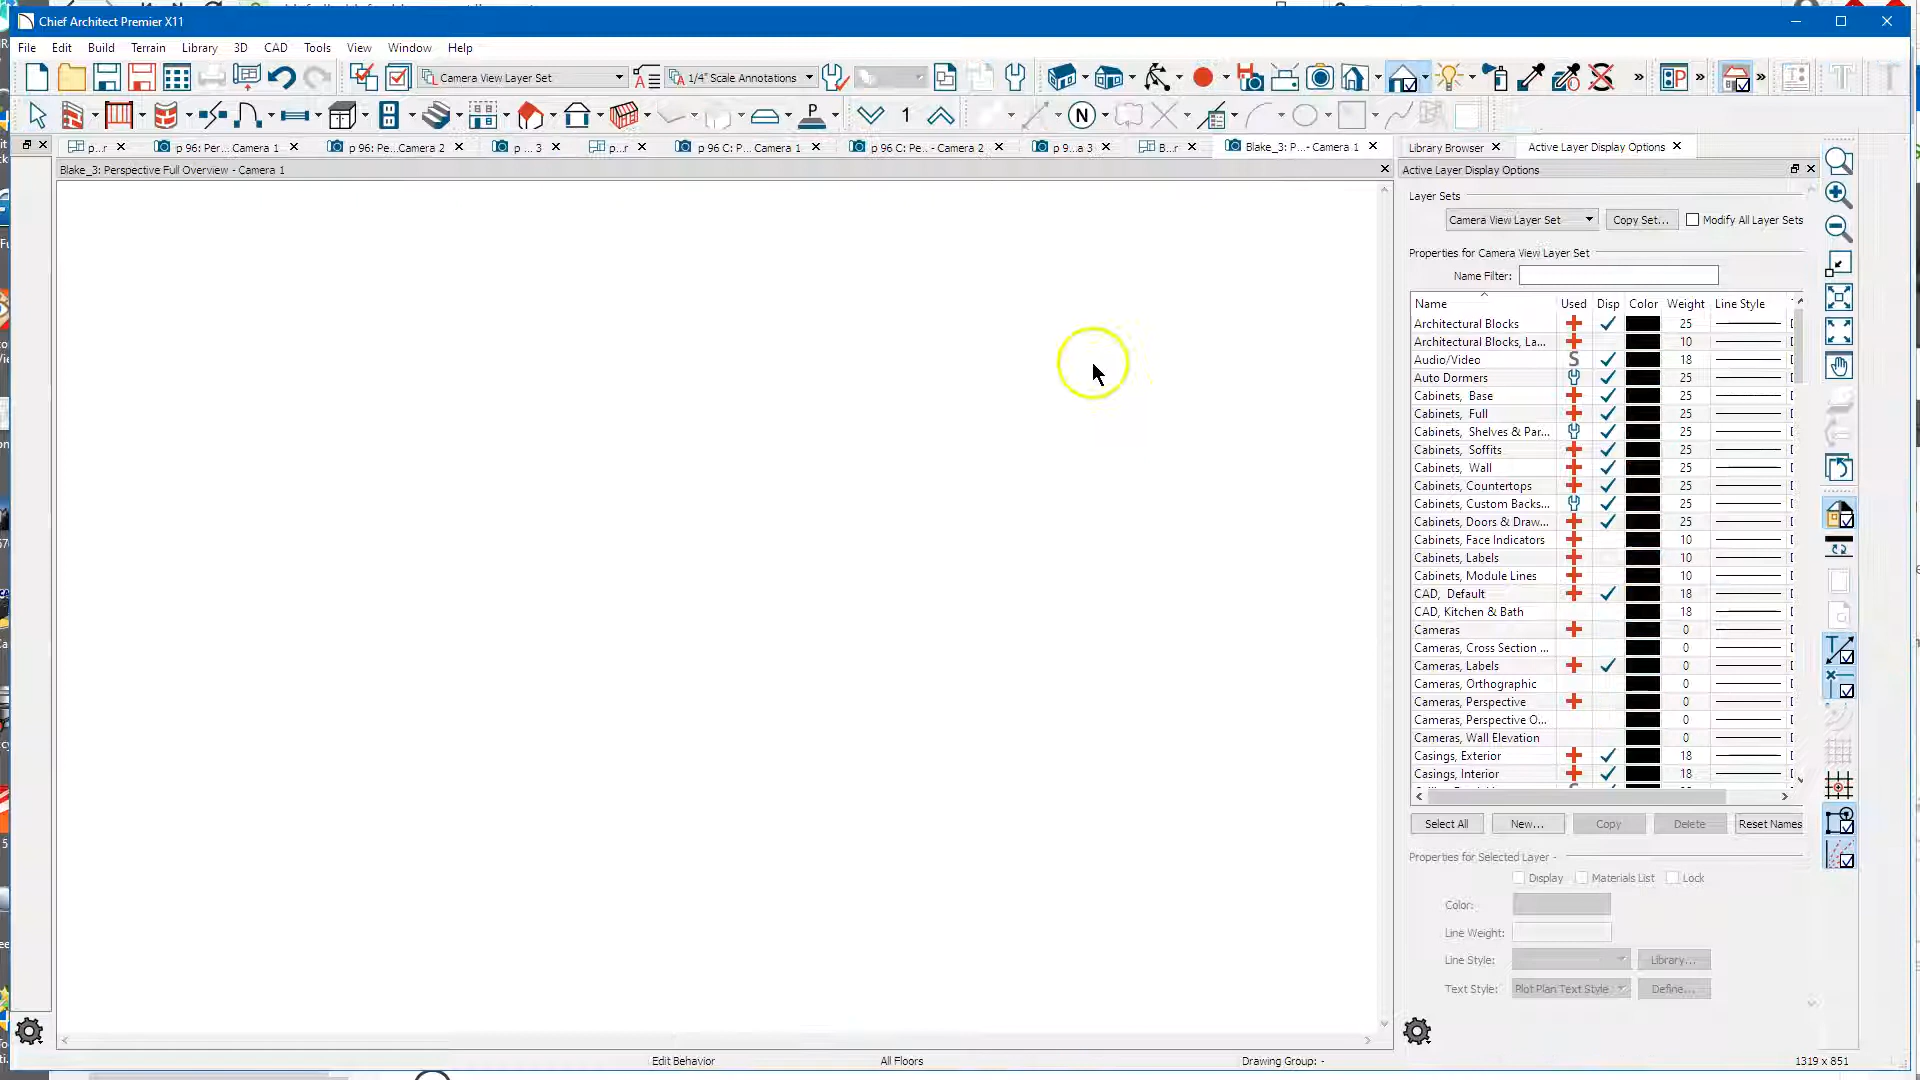 Chief Architect Premier X11
File Edit Build Terrain Library 3D CAD Tools View Window Help
Camera View Layer Set 1/4" Scale Annotations
1 N
p...r p 96: Per... Camera 1 p 96: Pe...Camera 2 p ... 3 p...r p 96 C: P... Camera 1 p 96 C: Pe.. - Camera 2 p 9...a 3 B...r Blake_3: P...- Camera 1 Library Browser Active Layer Display Options
Blake_3: Perspective Full Overview - Camera 1
Active Layer Display Options
Layer Sets
Camera View Layer Set Copy Set... Modify All Layer Sets
Properties for Camera View Layer Set
Name Filter:
Name Used Disp Color Weight Line Style
Architectural Blocks 25
Architectural Blocks, La... 10
Audio/Video S 18
Auto Dormers 25
Cabinets, Base 25
Cabinets, Full 25
Cabinets, Shelves & Par... 25
Cabinets, Soffits 25
Cabinets, Wall 25
Cabinets, Countertops 25
Cabinets, Custom Backs... 25
Cabinets, Doors & Draw... 25
Cabinets, Face Indicators 10
Cabinets, Labels 10
Cabinets, Module Lines 10
CAD, Default 18
CAD, Kitchen & Bath 18
Cameras 0
Cameras, Cross Section ... 0
Cameras, Labels 0
Cameras, Orthographic 0
Cameras, Perspective 0
Cameras, Perspective O... 0
Cameras, Wall Elevation 0
Casings, Exterior 18
Casings, Interior 18
Select All New... Copy Delete Reset Names
Properties for Selected Layer -
Display Materials List Lock
Color:
Line Weight:
Line Style: Library...
Text Style: Plot Plan Text Style Define...
Edit Behavior All Floors Drawing Group: - 1319 x 851